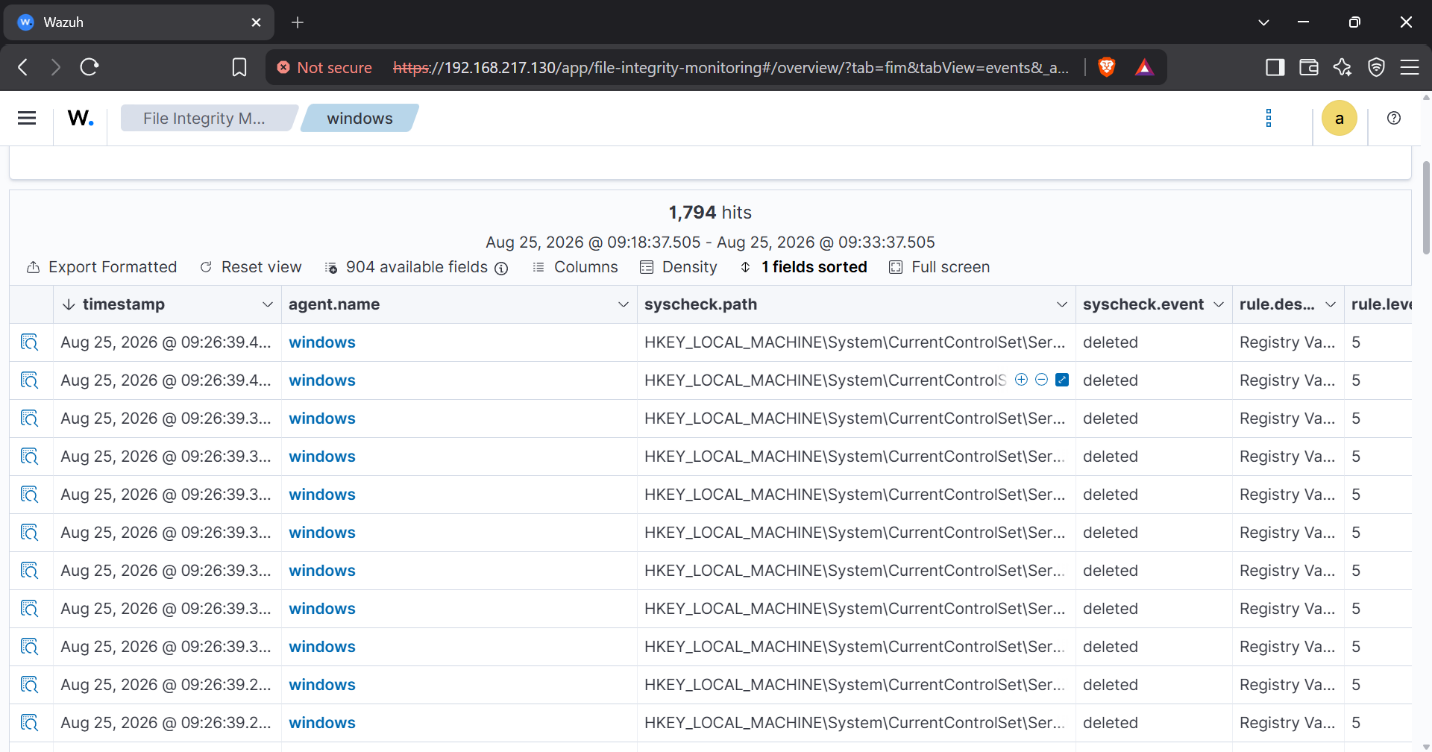 Wazuh
Not secure https://192.168.217.130/app/file-integrity-monitoring#/overview/?tab=fim&tabView=events&_a...
W. File Integrity M... windows a
1,794 hits
Aug 25, 2026 @ 09:18:37.505 - Aug 25, 2026 @ 09:33:37.505
Export Formatted Reset view 904 available fields Columns Density 1 fields sorted Full screen
timestamp agent.name syscheck.path syscheck.event rule.des... rule.leve
Aug 25, 2026 @ 09:26:39.4... windows HKEY_LOCAL_MACHINE\System\CurrentControlSet\Ser... deleted Registry Va... 5
Aug 25, 2026 @ 09:26:39.4... windows HKEY_LOCAL_MACHINE\System\CurrentControlS deleted Registry Va... 5
Aug 25, 2026 @ 09:26:39.3... windows HKEY_LOCAL_MACHINE\System\CurrentControlSet\Ser... deleted Registry Va... 5
Aug 25, 2026 @ 09:26:39.3... windows HKEY_LOCAL_MACHINE\System\CurrentControlSet\Ser... deleted Registry Va... 5
Aug 25, 2026 @ 09:26:39.3... windows HKEY_LOCAL_MACHINE\System\CurrentControlSet\Ser... deleted Registry Va... 5
Aug 25, 2026 @ 09:26:39.3... windows HKEY_LOCAL_MACHINE\System\CurrentControlSet\Ser... deleted Registry Va... 5
Aug 25, 2026 @ 09:26:39.3... windows HKEY_LOCAL_MACHINE\System\CurrentControlSet\Ser... deleted Registry Va... 5
Aug 25, 2026 @ 09:26:39.3... windows HKEY_LOCAL_MACHINE\System\CurrentControlSet\Ser... deleted Registry Va... 5
Aug 25, 2026 @ 09:26:39.3... windows HKEY_LOCAL_MACHINE\System\CurrentControlSet\Ser... deleted Registry Va... 5
Aug 25, 2026 @ 09:26:39.2... windows HKEY_LOCAL_MACHINE\System\CurrentControlSet\Ser... deleted Registry Va... 5
Aug 25, 2026 @ 09:26:39.2... windows HKEY_LOCAL_MACHINE\System\CurrentControlSet\Ser... deleted Registry Va... 5